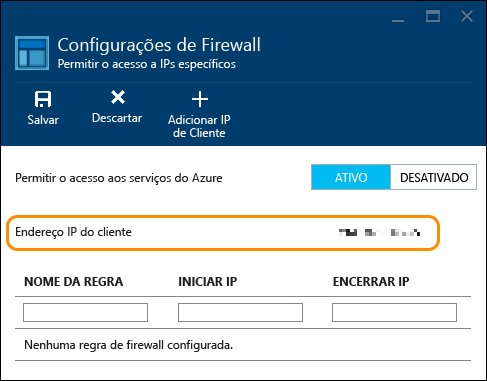 Configurações de Firewall
Permitir o acesso a IPs específicos
Salvar
Descartar
Adicionar IP
de Cliente
Permitir o acesso aos serviços do Azure
ATIVO
DESATIVADO
Endereço IP do cliente
NOME DA REGRA
INICIAR IP
ENCERRAR IP
Nenhuma regra de firewall configurada.